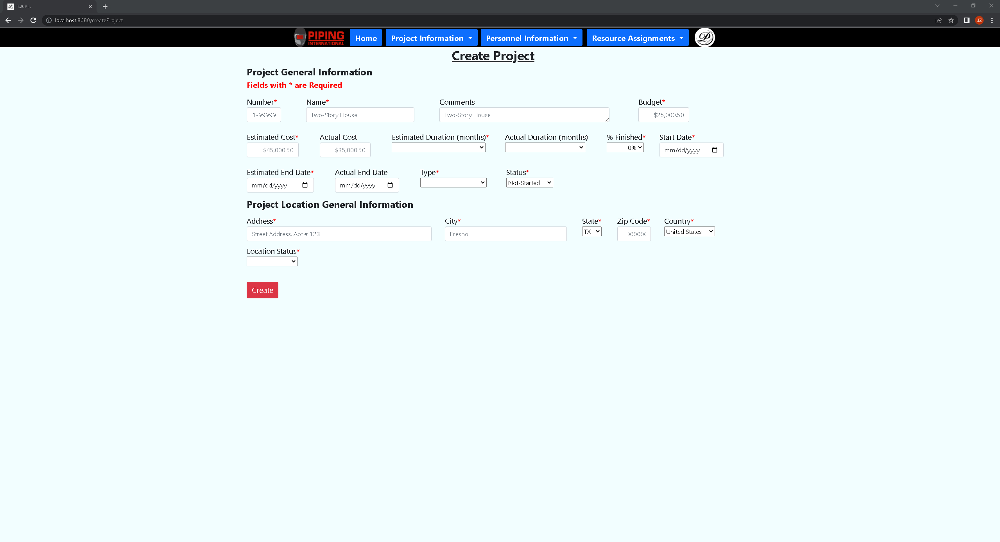 T.A.P.I.
localhost:8080/createProject
JZ
PIPING
INTERNATIONAL
Home
Project Information
Personnel Information
Resource Assignments
Create Project
Project General Information
Fields with * are Required
Number* Name* Comments Budget*
1-99999 Two-Story House Two-Story House $25,000.50
Estimated Cost* Actual Cost Estimated Duration (months)* Actual Duration (months) % Finished* Start Date*
$45,000.50 $35,000.50 0% mm/dd/yyyy
Estimated End Date* Actual End Date Type* Status*
mm/dd/yyyy mm/dd/yyyy Not-Started
Project Location General Information
Address* City* State* Zip Code* Country*
Street Address, Apt # 123 Fresno TX XXXXX United States
Location Status*
Create